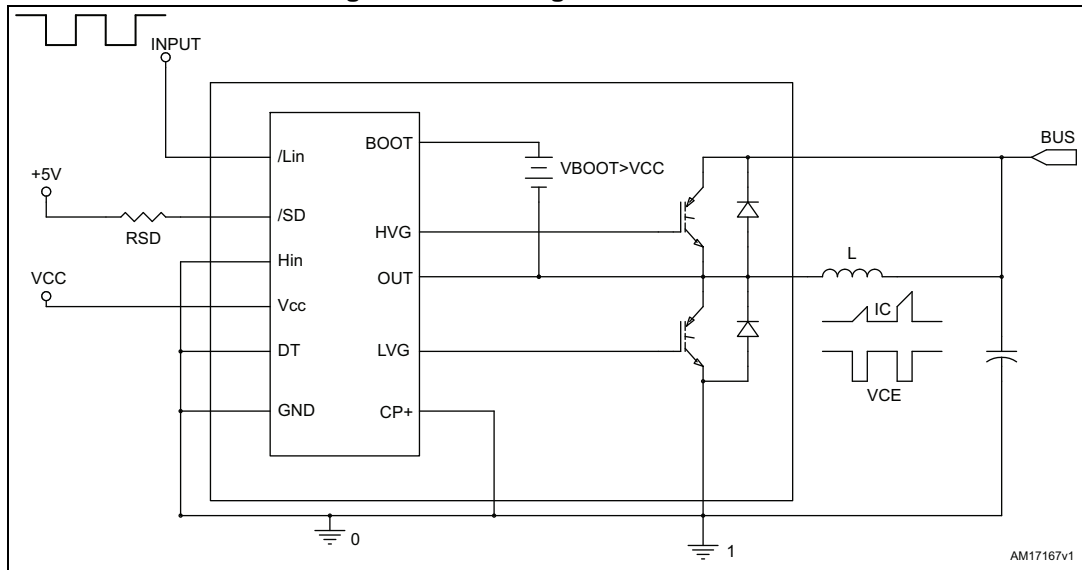 INPUT
BUS
BOOT
/Lin
VBOOT>VCC
+5V
/SD
RSD
HVG
Hin
OUT
L
VCC
Vcc
IC
DT
LVG
VCE
GND
CP+
0
1
AM17167v1